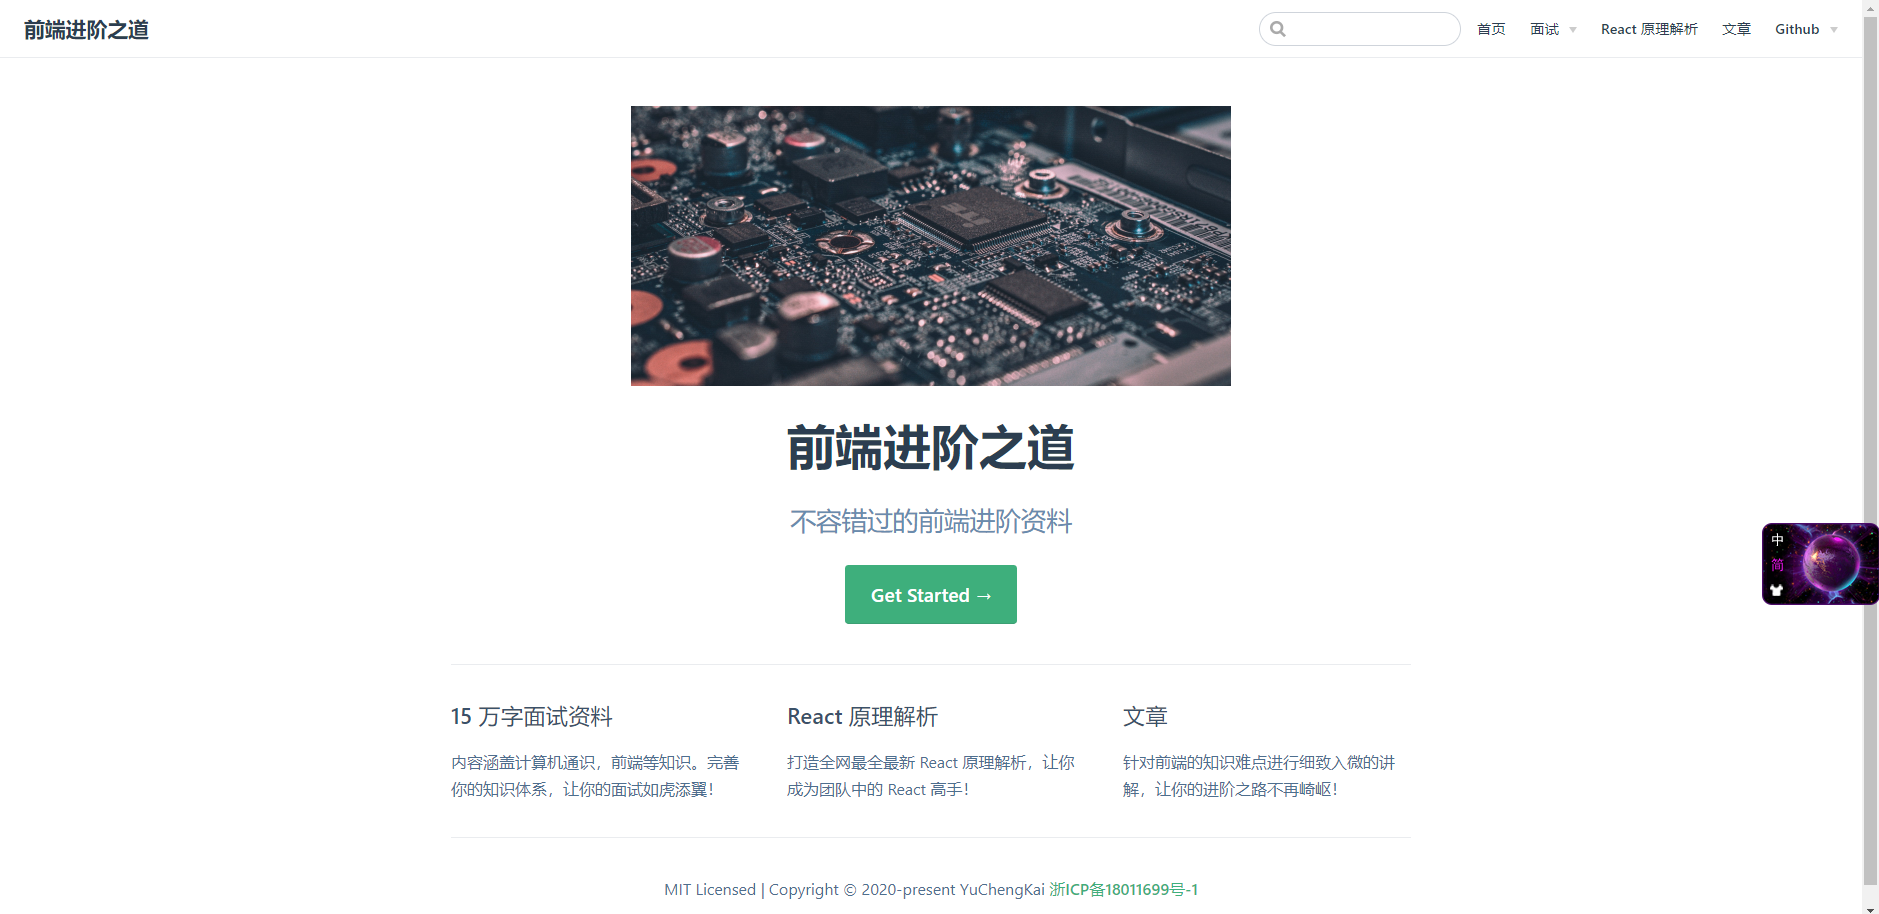 前端进阶之道
首页 面试 React 原理解析 文章 Github
前端进阶之道
不容错过的前端进阶资料
Get Started →
15 万字面试资料
内容涵盖计算机通识，前端等知识。完善
你的知识体系，让你的面试如虎添翼！
React 原理解析
打造全网最全最新 React 原理解析，让你
成为团队中的 React 高手！
文章
针对前端的知识难点进行细致入微的讲
解，让你的进阶之路不再崎岖！
中
简
MIT Licensed | Copyright © 2020-present YuChengKai 浙ICP备18011699号-1